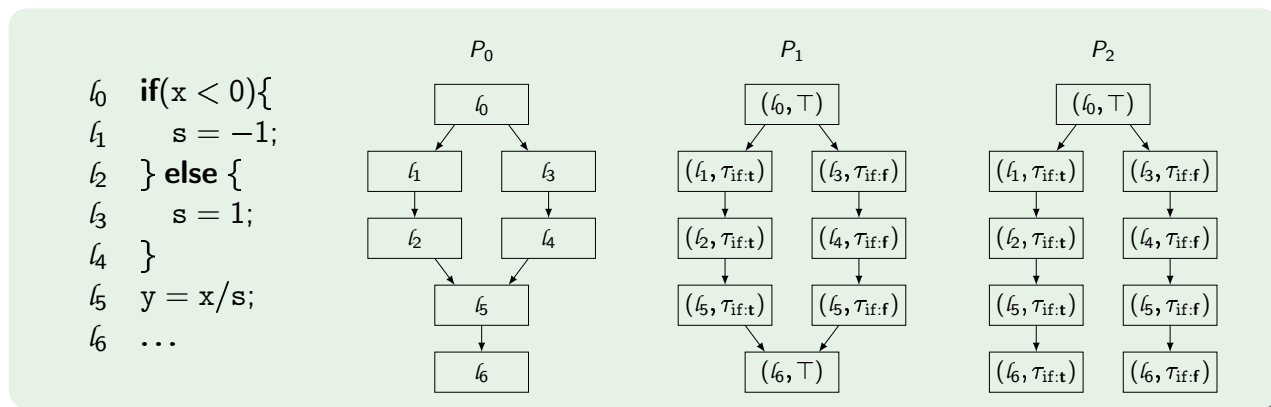 P₀ P₁ P₂
ℓ₀ if(x < 0){
ℓ₁ s = −1;
ℓ₂ } else {
ℓ₃ s = 1;
ℓ₄ }
ℓ₅ y = x/s;
ℓ₆ ...
ℓ₀
ℓ₁ ℓ₃
ℓ₂ ℓ₄
ℓ₅
ℓ₆
(ℓ₀, ⊤)
(ℓ₁, τif:t) (ℓ₃, τif:f)
(ℓ₂, τif:t) (ℓ₄, τif:f)
(ℓ₅, τif:t) (ℓ₅, τif:f)
(ℓ₆, ⊤)
(ℓ₀, ⊤)
(ℓ₁, τif:t) (ℓ₃, τif:f)
(ℓ₂, τif:t) (ℓ₄, τif:f)
(ℓ₅, τif:t) (ℓ₅, τif:f)
(ℓ₆, τif:t) (ℓ₆, τif:f)